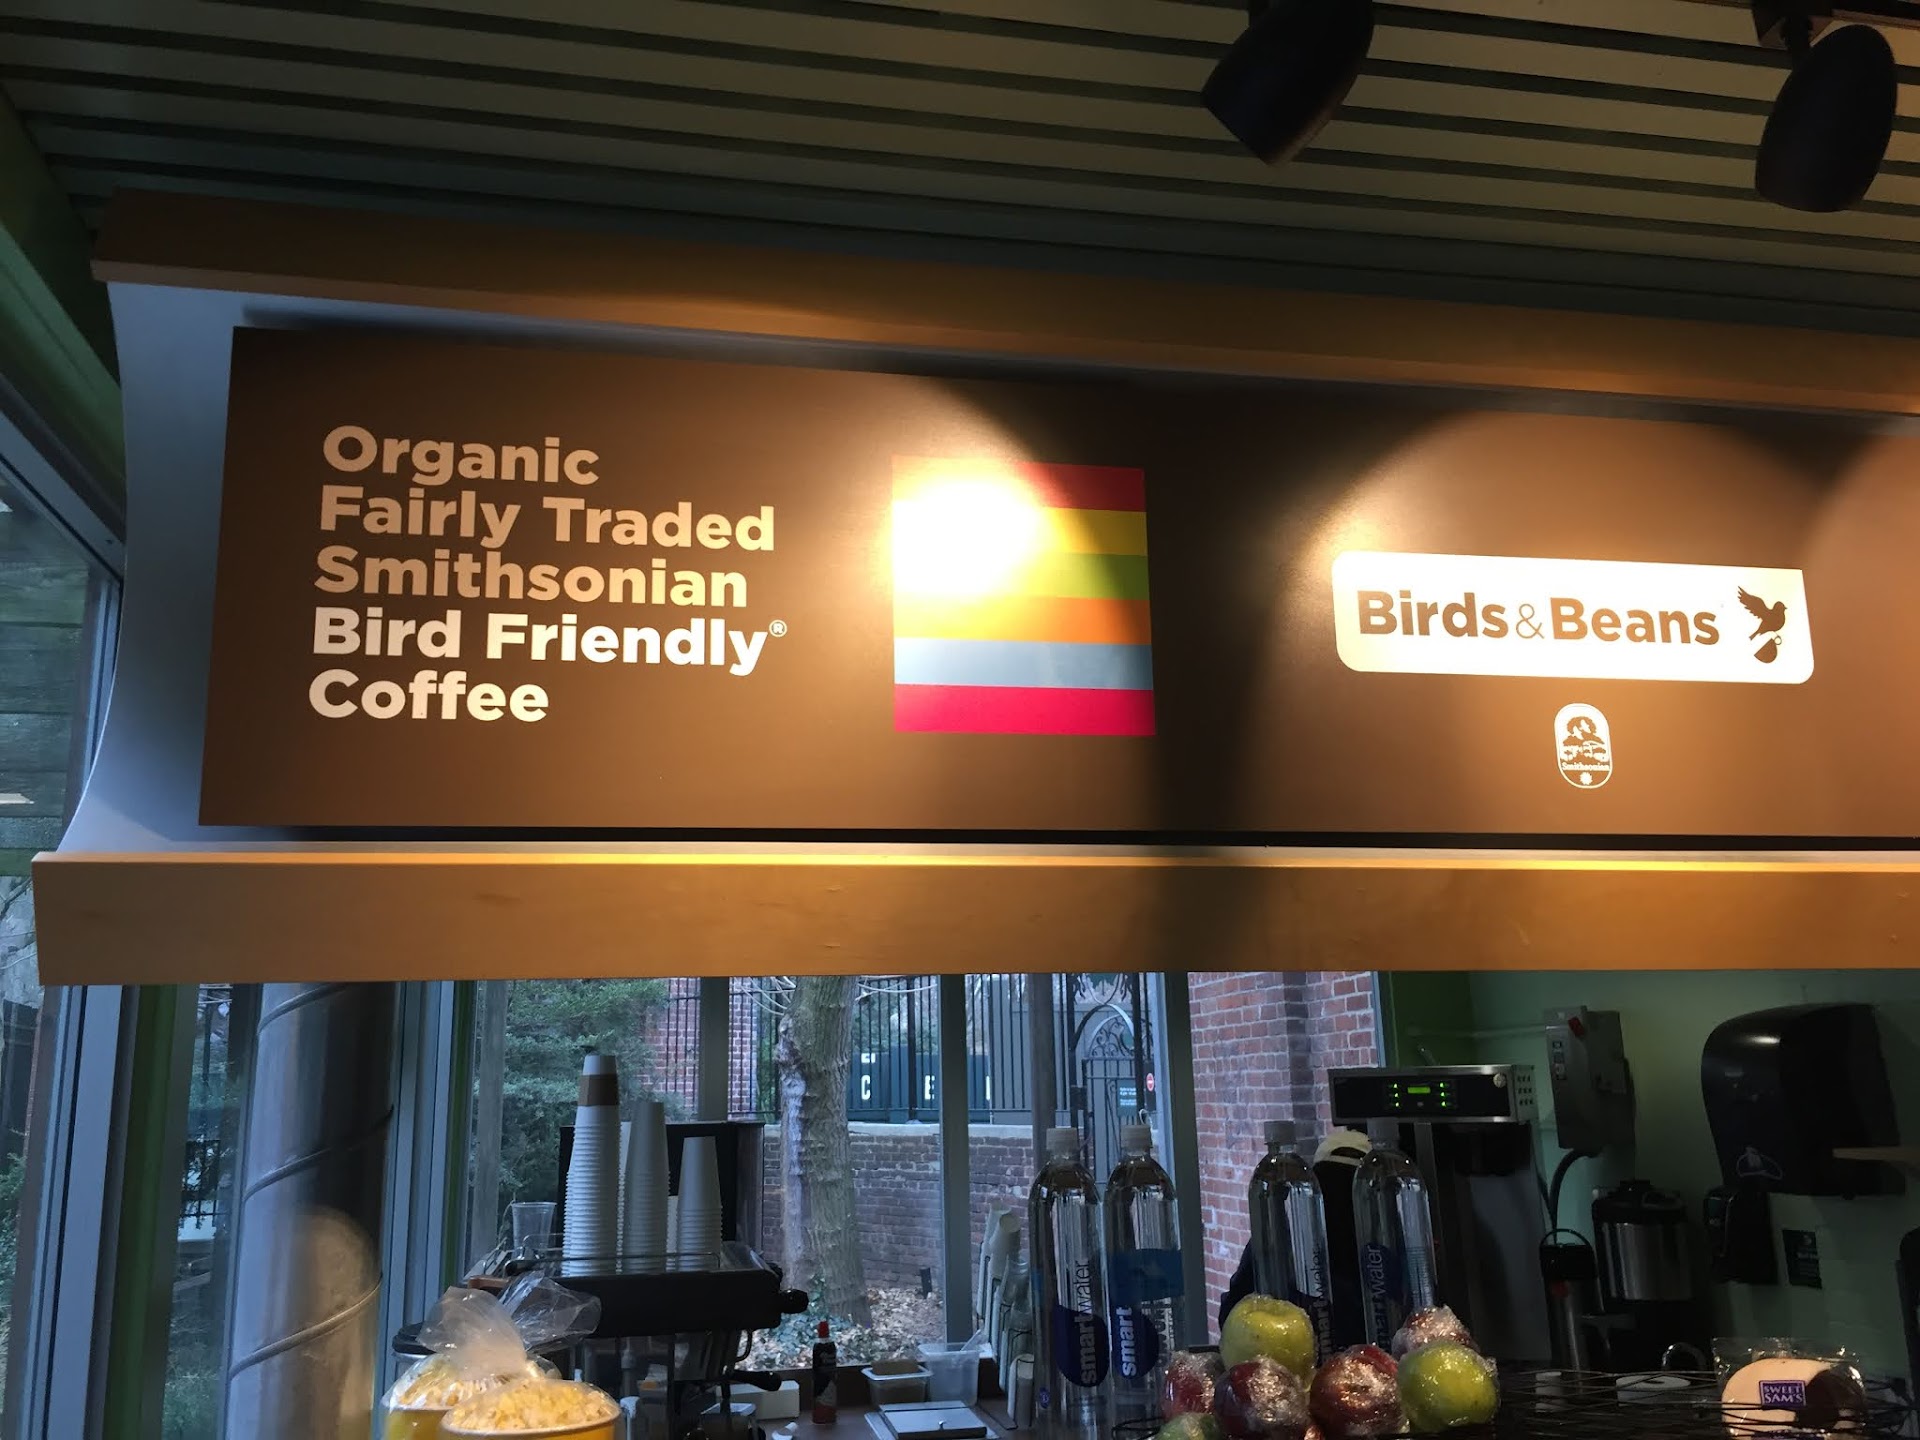 Organic
Fairly Traded
Smithsonian
Bird Friendly®
Coffee
Birds & Beans
Smithsonian
smartwater
smart
smartwater
smartwater
SWEET
SAM'S